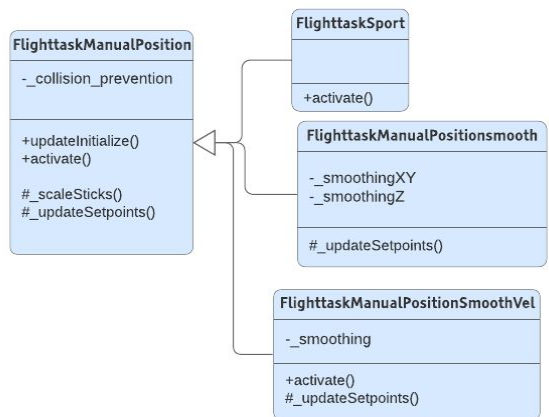 FlighttaskManualPosition
-_collision_prevention
+updateInitialize()
+activate()
#_scaleSticks()
#_updateSetpoints()
FlighttaskSport
+activate()
FlighttaskManualPositionsmooth
-_smoothingXY
-_smoothingZ
#_updateSetpoints()
FlighttaskManualPositionSmoothVel
-_smoothing
+activate()
#_updateSetpoints()